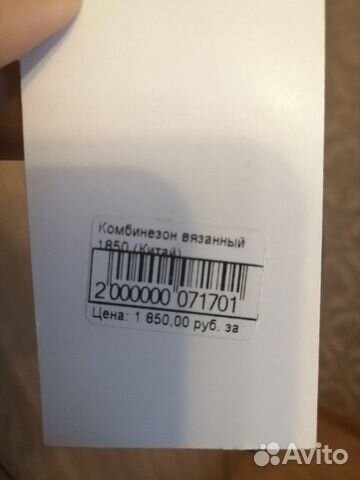 Комбинезон вязанный
1850 (Китай)
2 000000 071701
Цена: 1 850,00 руб. за
Avito